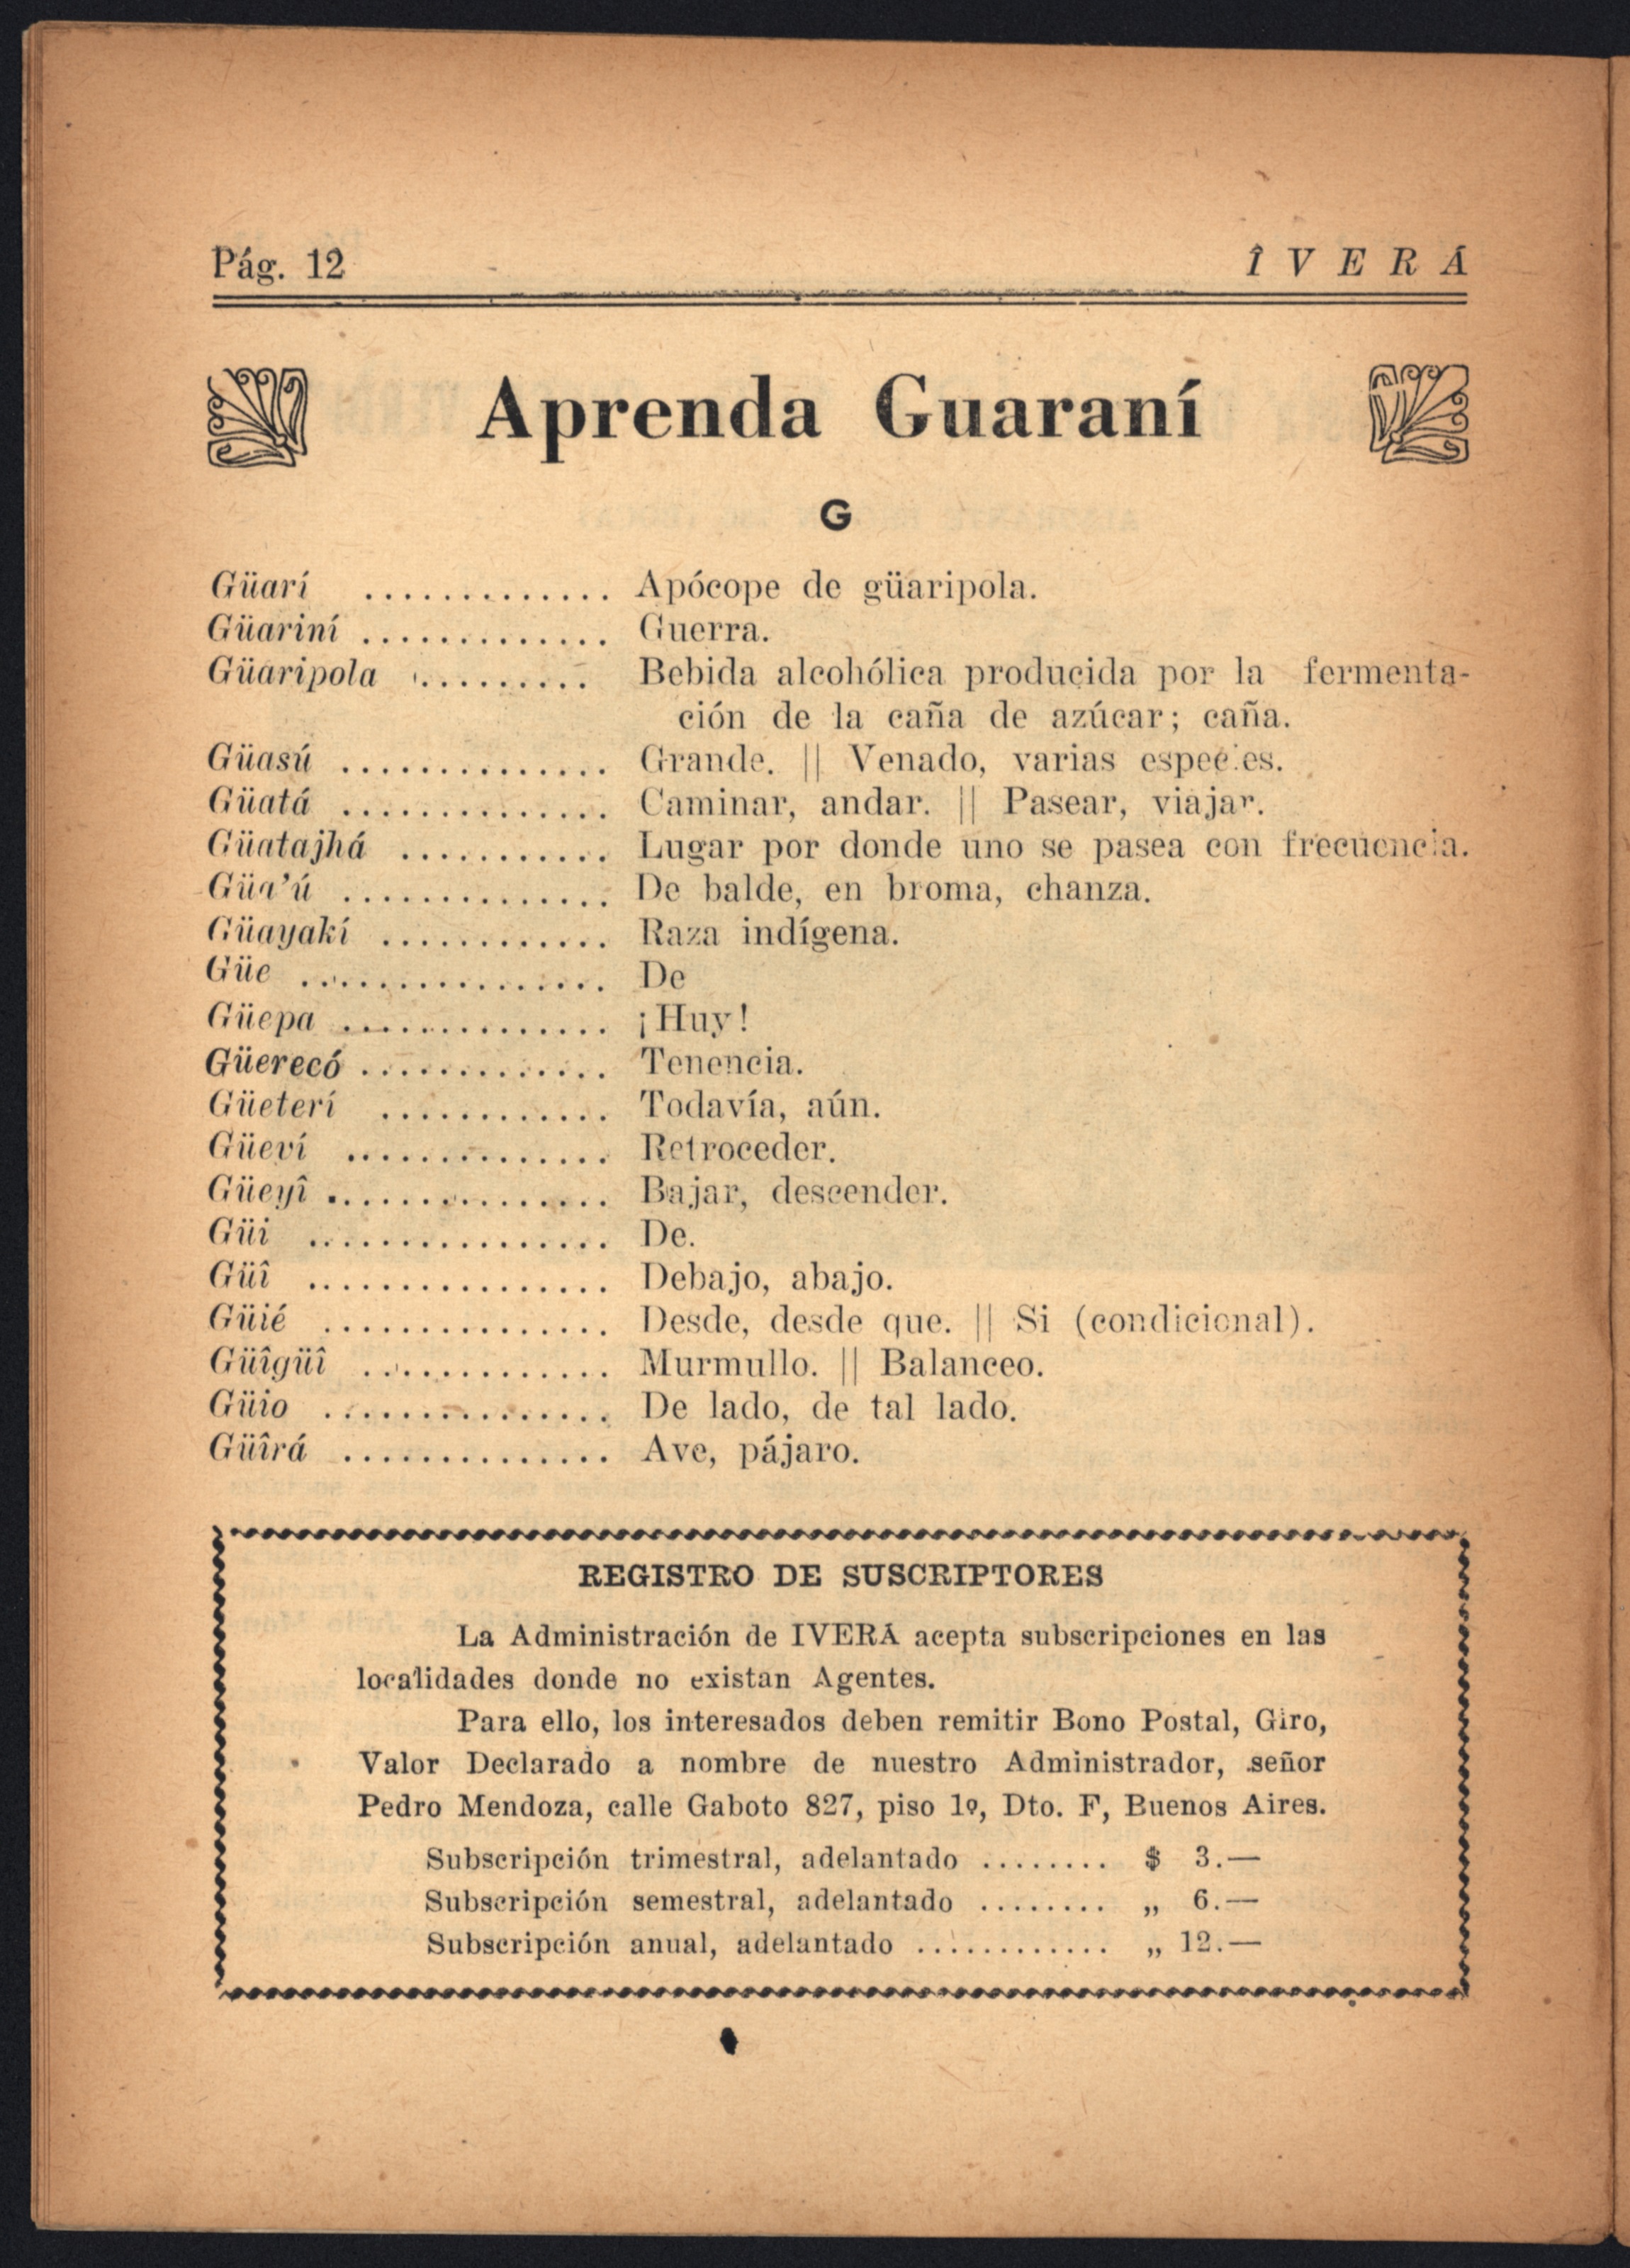 Pág. 12 Î V E R Á
Aprenda Guaraní
G
Güarí ............. Apócope de güaripola.
Güariní ............. Guerra.
Güaripola ......... Bebida alcohólica producida por la fermenta-
ción de la caña de azúcar; caña.
Güasú .............. Grande. || Venado, varias especies.
Güatá .............. Caminar, andar. || Pasear, viajar.
Güatajhá ........... Lugar por donde uno se pasea con frecuencia.
Güa’ú .............. De balde, en broma, chanza.
Güayakí ............ Raza indígena.
Güe ................ De
Güepa .............. ¡Huy!
Güerecó ............. Tenencia.
Güeterí ............ Todavía, aún.
Güeví .............. Retroceder.
Güeyî ............... Bajar, descender.
Güi ................ De.
Güî ................ Debajo, abajo.
Güié ............... Desde, desde que. || Si (condicional).
Güîgüî ............. Murmullo. || Balanceo.
Güio ............... De lado, de tal lado.
Güîrá .............. Ave, pájaro.
REGISTRO DE SUSCRIPTORES
La Administración de IVERÁ acepta subscripciones en las
localidades donde no existan Agentes.
Para ello, los interesados deben remitir Bono Postal, Giro,
Valor Declarado a nombre de nuestro Administrador, señor
Pedro Mendoza, calle Gaboto 827, piso 1º, Dto. F, Buenos Aires.
Subscripción trimestral, adelantado ........ $ 3.—
Subscripción semestral, adelantado ........ „ 6.—
Subscripción anual, adelantado ............ „ 12.—